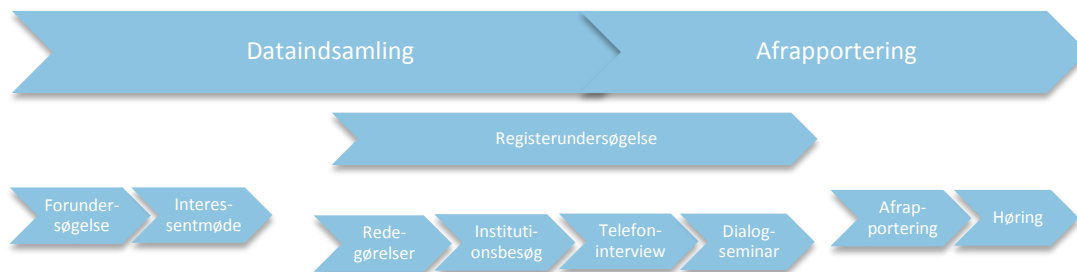 Dataindsamling
Afrapportering
Registerundersøgelse
Forunder-
søgelse
Interes-
sentmøde
Rede-
gørelser
Instituti-
onsbesøg
Telefon-
interview
Dialog-
seminar
Afrap-
portering
Høring